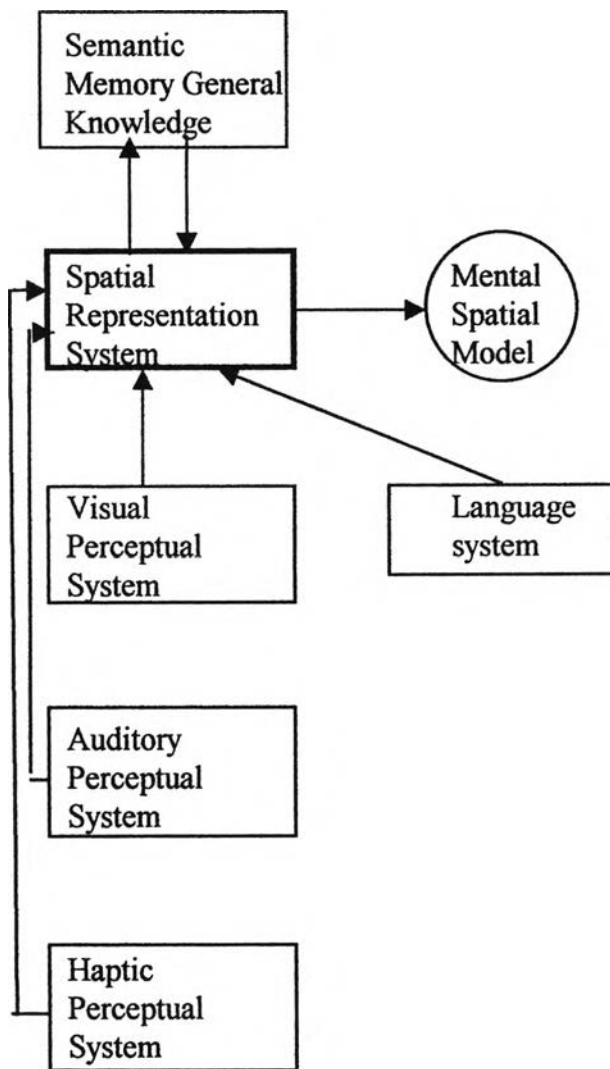 Semantic
Memory General
Knowledge
Spatial
Representation
System
Mental
Spatial
Model
Visual
Perceptual
System
Language
system
Auditory
Perceptual
System
Haptic
Perceptual
System